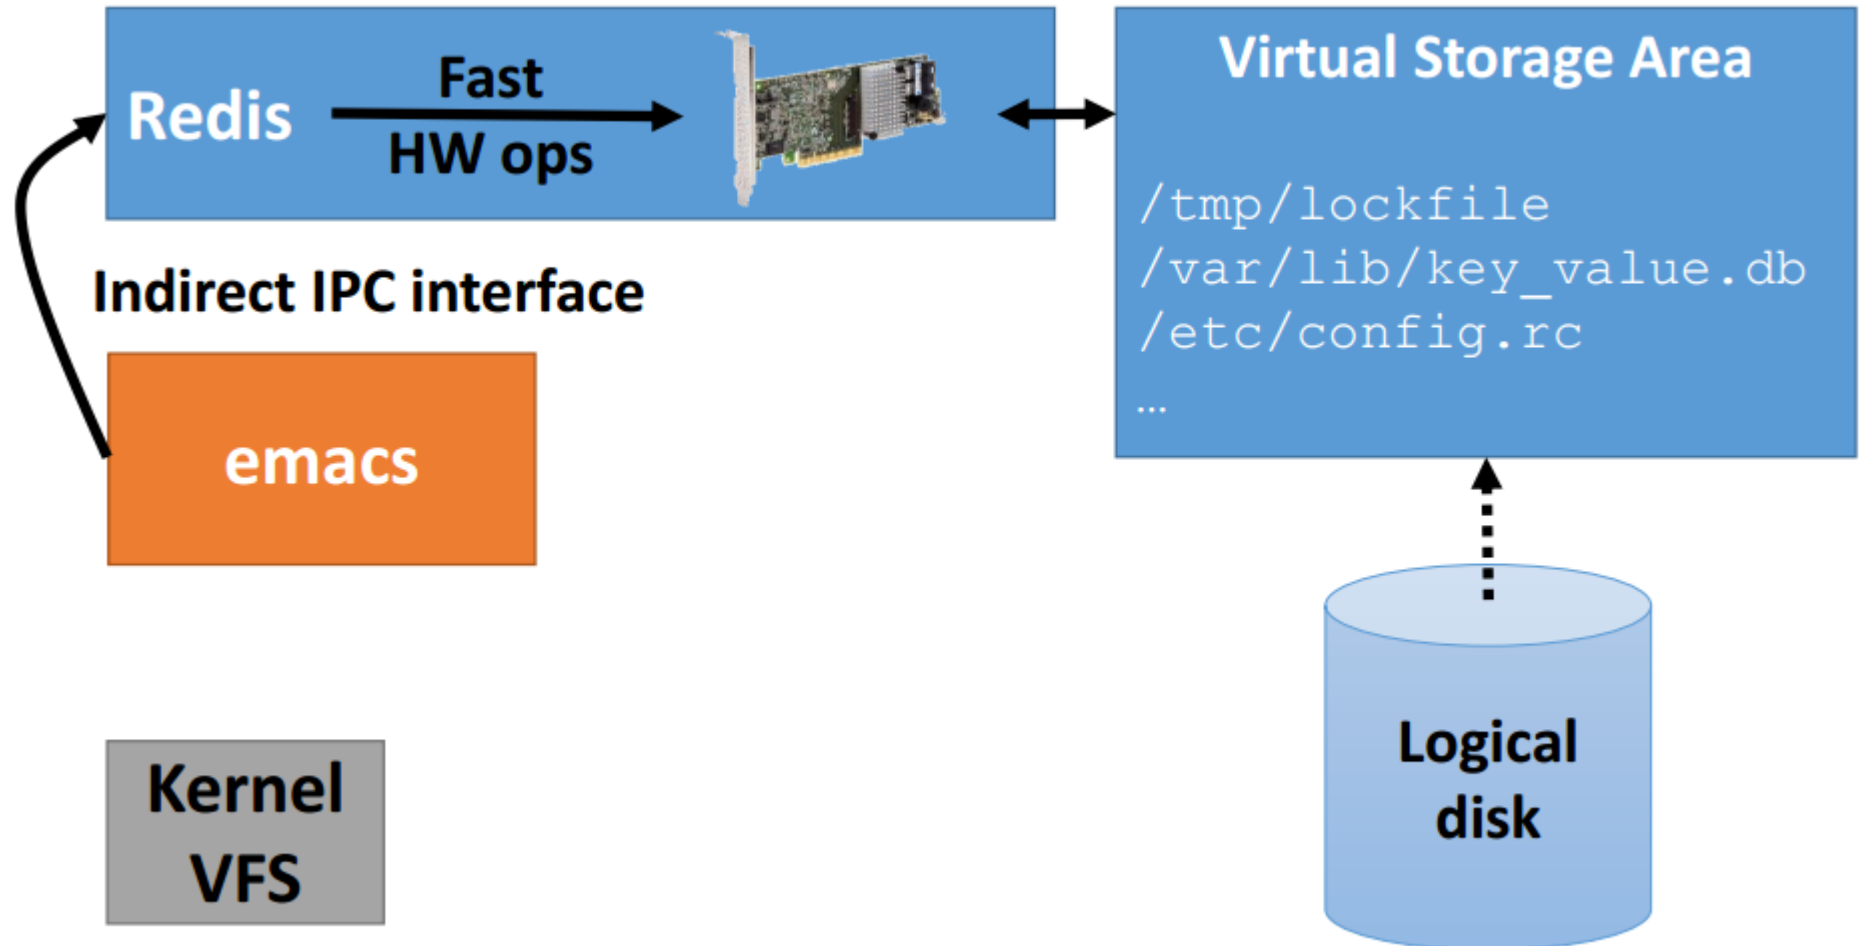 Redis
Fast
HW ops
Virtual Storage Area
/tmp/lockfile
/var/lib/key_value.db
/etc/config.rc
…
Indirect IPC interface
emacs
Kernel
VFS
Logical
disk